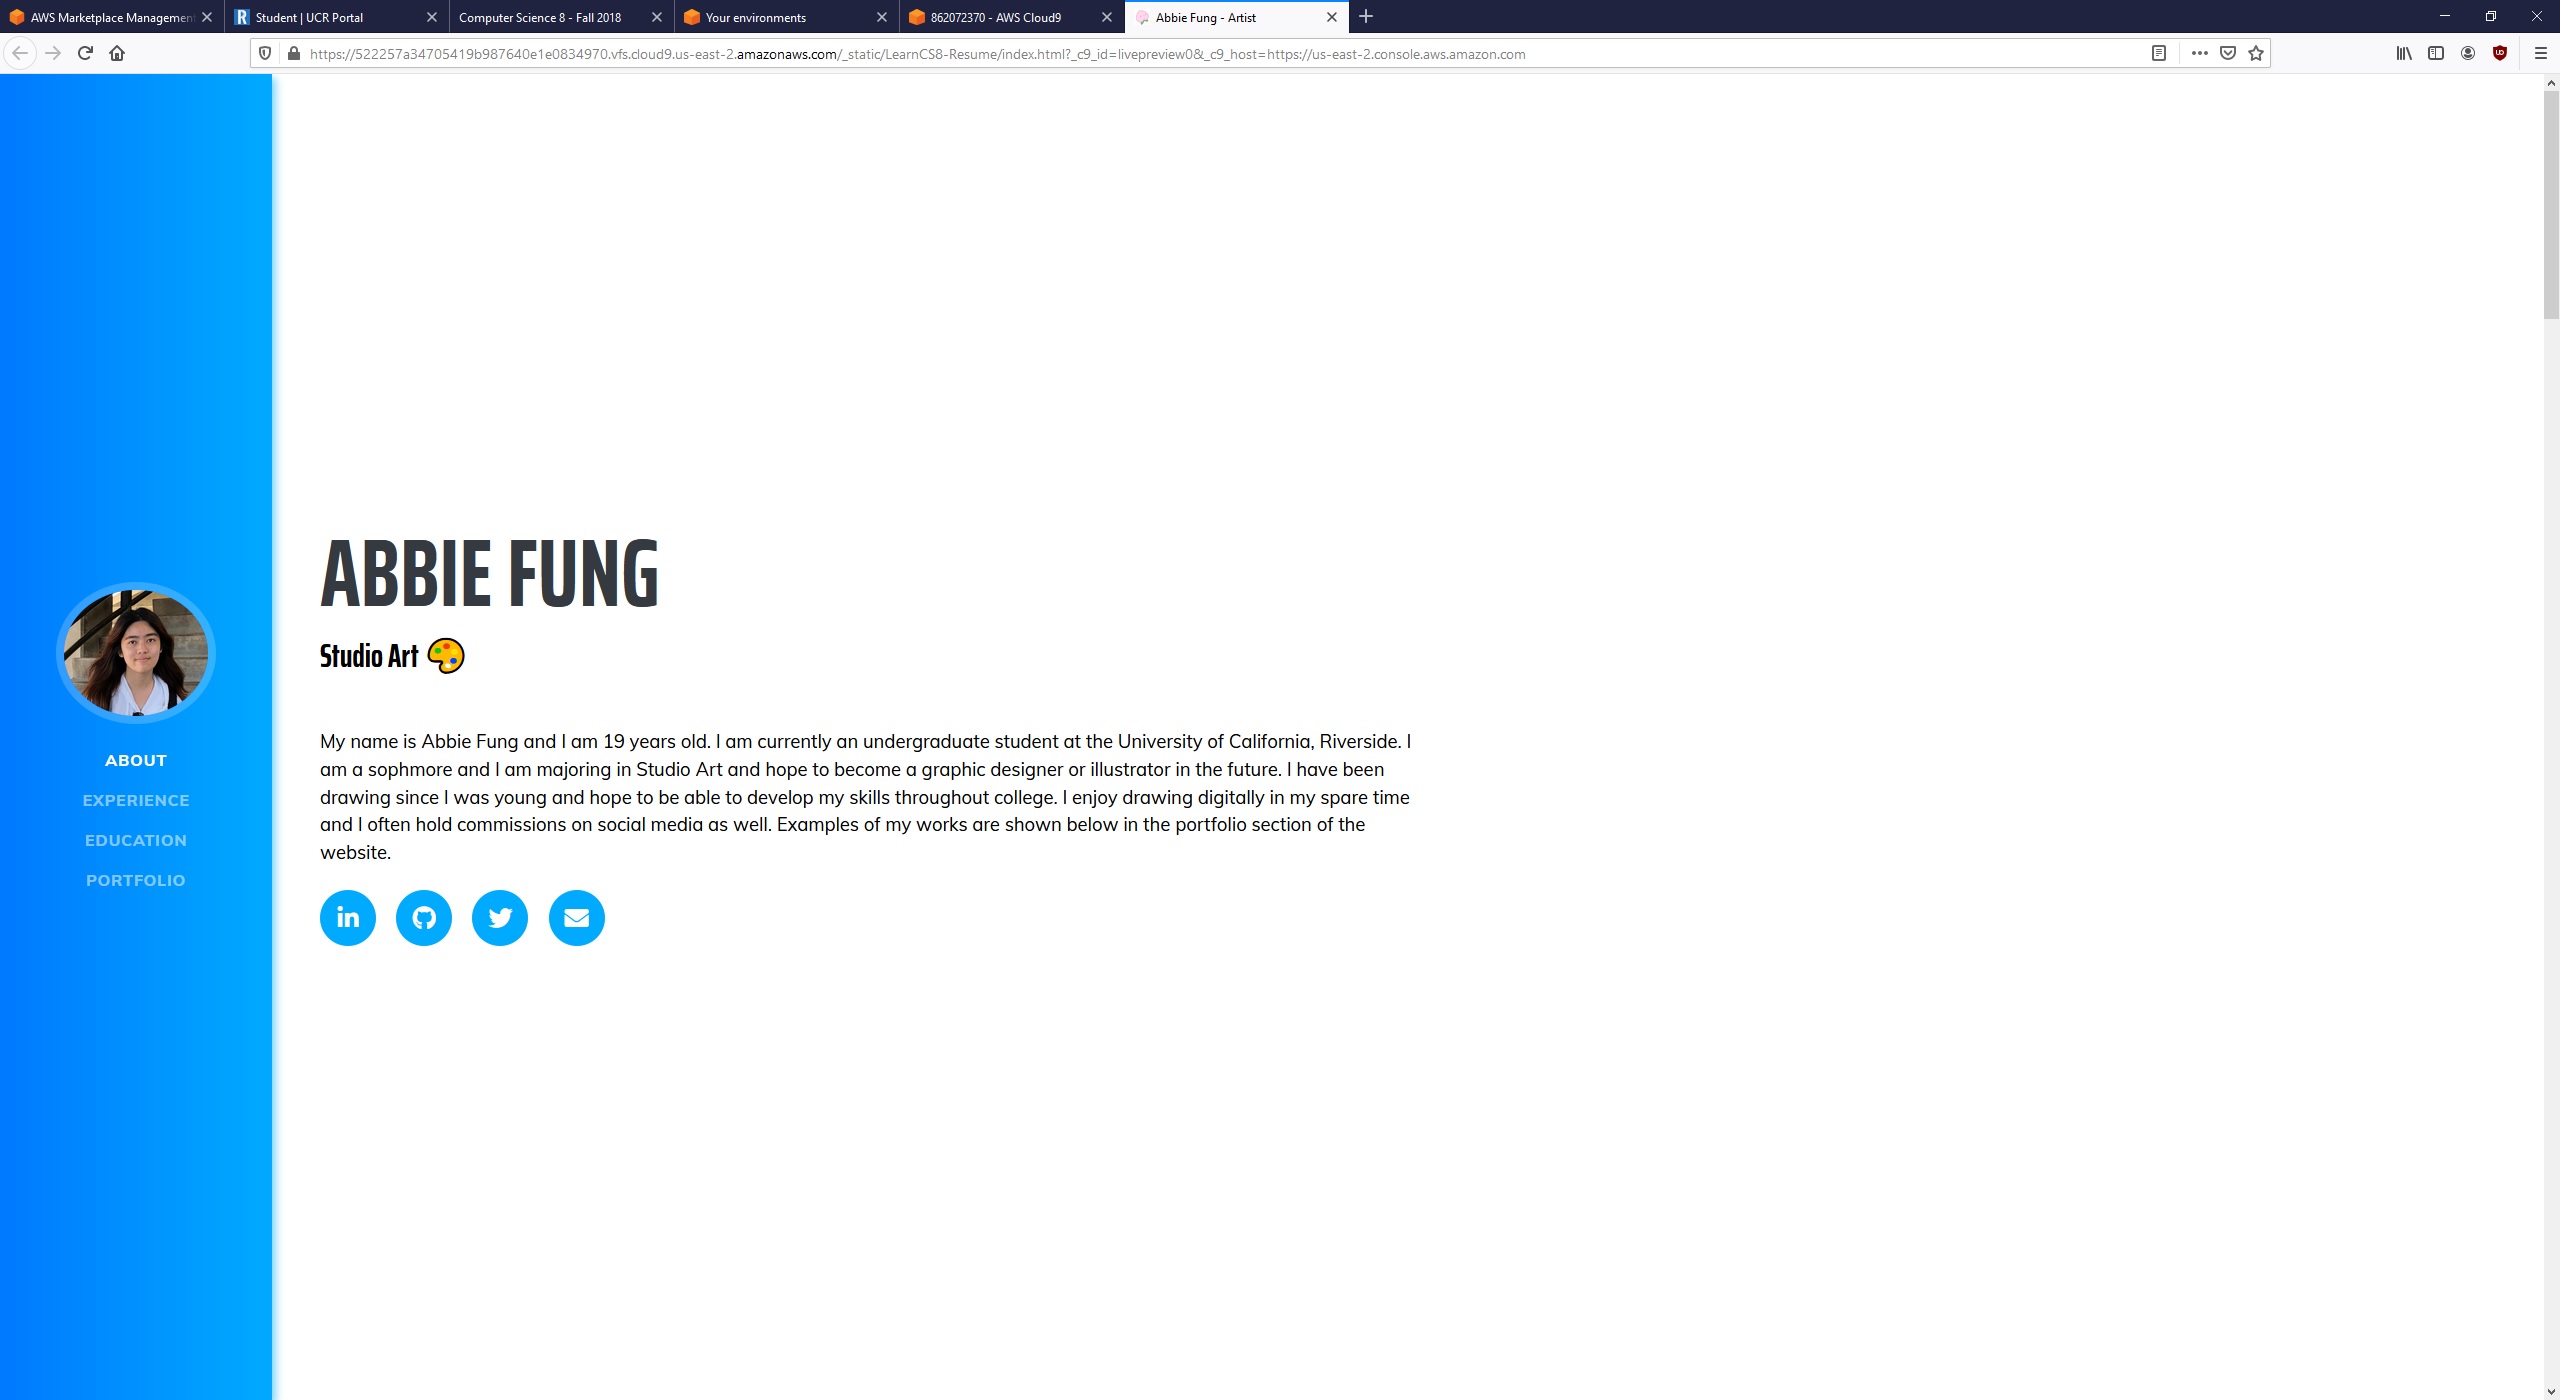 AWS Marketplace Managemen
Student | UCR Portal
Computer Science 8 - Fall 2018
Your environments
862072370 - AWS Cloud9
Abbie Fung - Artist
https://522257a34705419b987640e1e0834970.vfs.cloud9.us-east-2.amazonaws.com/_static/LearnCS8-Resume/index.html?_c9_id=livepreview0&_c9_host=https://us-east-2.console.aws.amazon.com
ABOUT
EXPERIENCE
EDUCATION
PORTFOLIO
ABBIE FUNG
Studio Art
My name is Abbie Fung and I am 19 years old. I am currently an undergraduate student at the University of California, Riverside. I
am a sophmore and I am majoring in Studio Art and hope to become a graphic designer or illustrator in the future. I have been
drawing since I was young and hope to be able to develop my skills throughout college. I enjoy drawing digitally in my spare time
and I often hold commissions on social media as well. Examples of my works are shown below in the portfolio section of the
website.